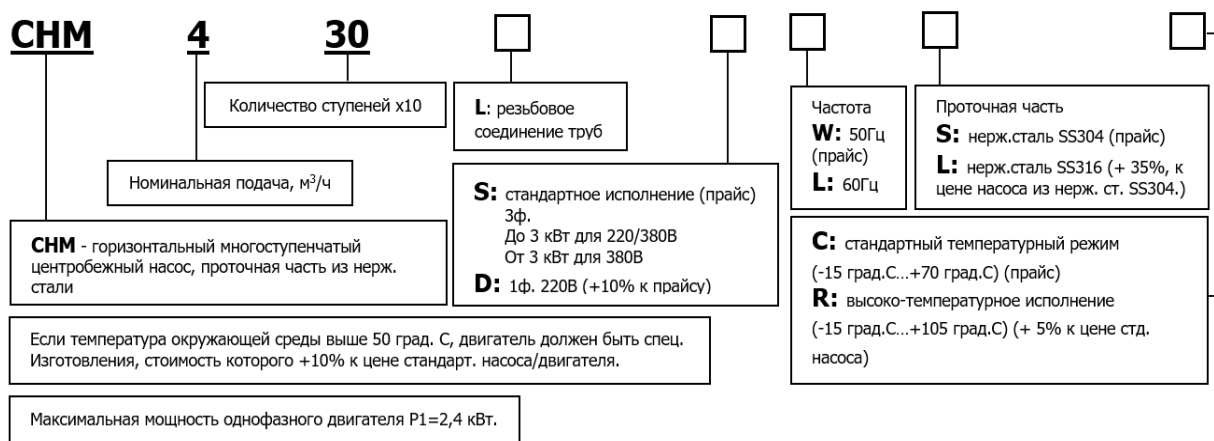 CHM 4 30
Количество ступеней x10
Номинальная подача, м³/ч
CHM - горизонтальный многоступенчатый
центробежный насос, проточная часть из нерж.
стали
L: резьбовое
соединение труб
S: стандартное исполнение (прайс)
3ф.
До 3 кВт для 220/380В
От 3 кВт для 380В
D: 1ф. 220В (+10% к прайсу)
Частота
W: 50Гц
(прайс)
L: 60Гц
Проточная часть
S: нерж.сталь SS304 (прайс)
L: нерж.сталь SS316 (+ 35%, к
цене насоса из нерж. ст. SS304.)
C: стандартный температурный режим
(-15 град.С...+70 град.С) (прайс)
R: высоко-температурное исполнение
(-15 град.С...+105 град.С) (+ 5% к цене стд.
насоса)
Если температура окружающей среды выше 50 град. С, двигатель должен быть спец.
Изготовления, стоимость которого +10% к цене стандарт. насоса/двигателя.
Максимальная мощность однофазного двигателя P1=2,4 кВт.